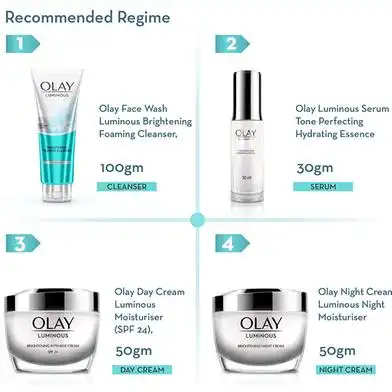 Recommended Regime
1
OLAY
LUMINOUS
Olay Face Wash
Luminous Brightening
Foaming Cleanser,
100gm
CLEANSER
2
OLAY
30 ml
Olay Luminous Serum
Tone Perfecting
Hydrating Essence
30gm
SERUM
3
OLAY
LUMINOUS
BRIGHTENING INTENSIVE CREAM
SPF 24
Olay Day Cream
Luminous
Moisturiser
(SPF 24),
50gm
DAY CREAM
4
OLAY
LUMINOUS
BRIGHTENING NIGHT CREAM
Olay Night Cream
Luminous Night
Moisturiser
50gm
NIGHT CREAM